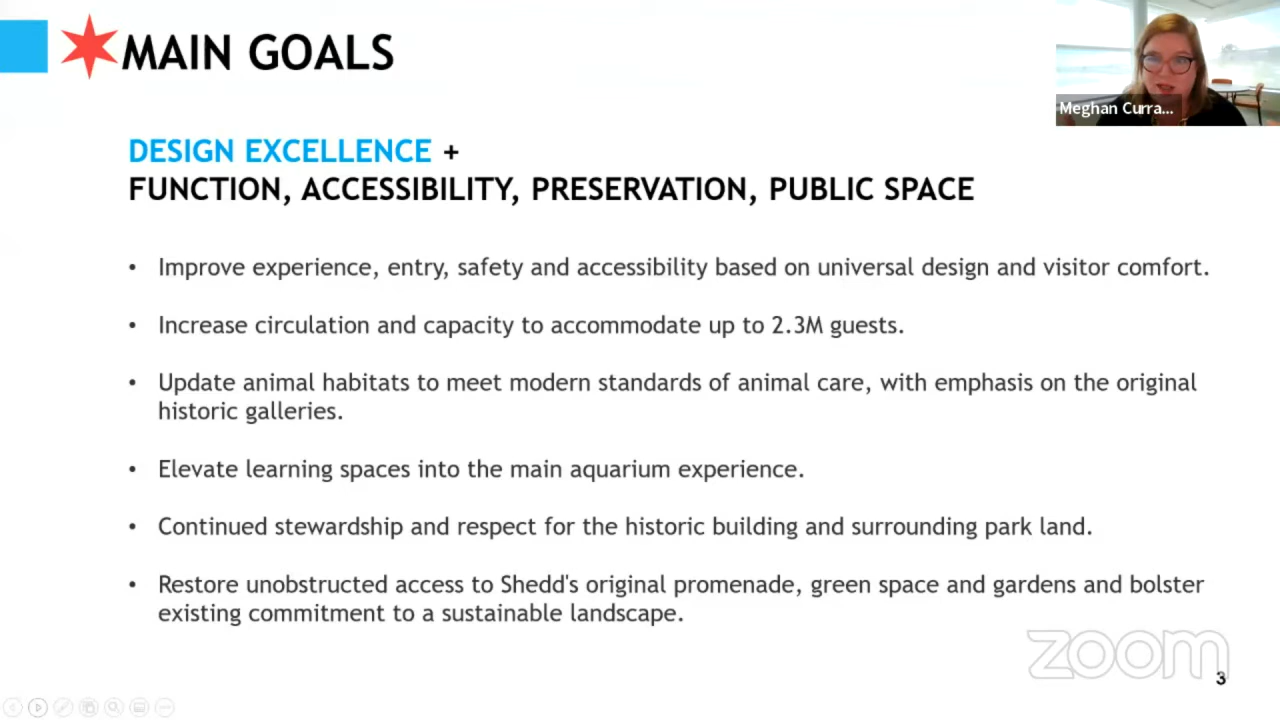 MAIN GOALS
Meghan Curra...
DESIGN EXCELLENCE +
FUNCTION, ACCESSIBILITY, PRESERVATION, PUBLIC SPACE
• Improve experience, entry, safety and accessibility based on universal design and visitor comfort.
• Increase circulation and capacity to accommodate up to 2.3M guests.
• Update animal habitats to meet modern standards of animal care, with emphasis on the original
historic galleries.
• Elevate learning spaces into the main aquarium experience.
• Continued stewardship and respect for the historic building and surrounding park land.
• Restore unobstructed access to Shedd's original promenade, green space and gardens and bolster
existing commitment to a sustainable landscape.
zoom
3